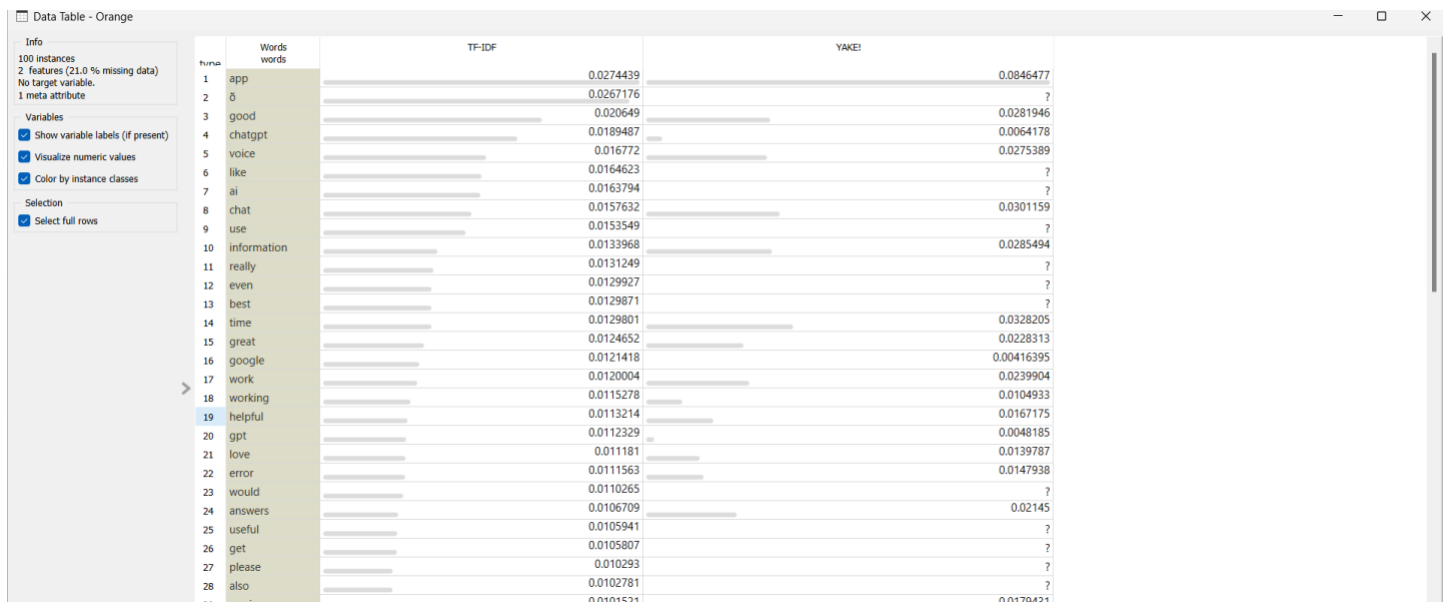 Data Table - Orange
Info
100 instances
2 features (21.0 % missing data)
No target variable.
1 meta attribute
Variables
Show variable labels (if present)
Visualize numeric values
Color by instance classes
Selection
Select full rows
type Words words TF-IDF YAKE!
1 app 0.0274439 0.0846477
2 ð 0.0267176 ?
3 good 0.020649 0.0281946
4 chatgpt 0.0189487 0.0064178
5 voice 0.016772 0.0275389
6 like 0.0164623 ?
7 ai 0.0163794 ?
8 chat 0.0157632 0.0301159
9 use 0.0153549 ?
10 information 0.0133968 0.0285494
11 really 0.0131249 ?
12 even 0.0129927 ?
13 best 0.0129871 ?
14 time 0.0129801 0.0328205
15 great 0.0124652 0.0228313
16 google 0.0121418 0.00416395
17 work 0.0120004 0.0239904
18 working 0.0115278 0.0104933
19 helpful 0.0113214 0.0167175
20 gpt 0.0112329 0.0048185
21 love 0.011181 0.0139787
22 error 0.0111563 0.0147938
23 would 0.0110265 ?
24 answers 0.0106709 0.02145
25 useful 0.0105941 ?
26 get 0.0105807 ?
27 please 0.010293 ?
28 also 0.0102781 ?